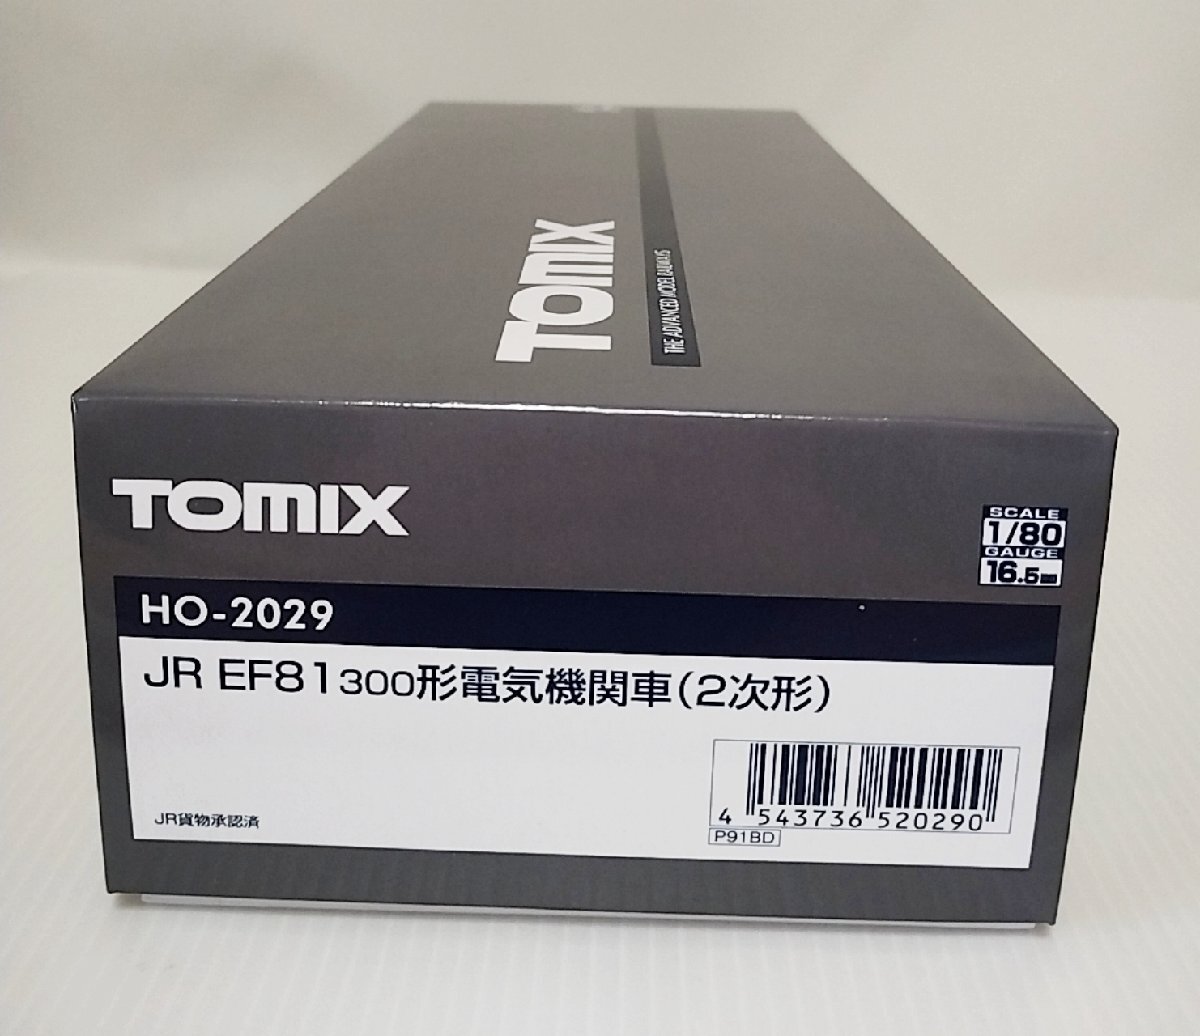 TOMIX
THE ADVANCED MODEL RAILWAYS
TOMIX
SCALE
1/80
GAUGE
16.5mm
HO-2029
JR EF81 300形電気機関車(2次形)
4 543736 520290
P91BD
JR貨物承認済